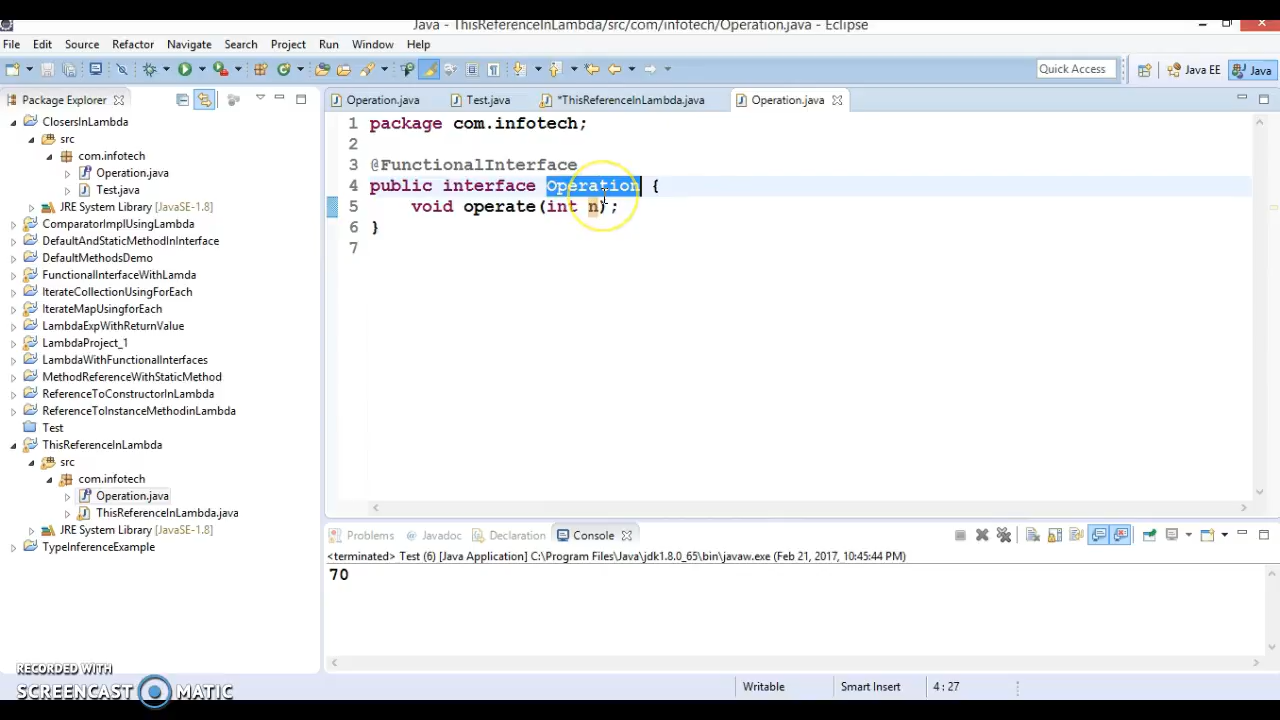 Java - ThisReferenceInLambda/src/com/infotech/Operation.java - Eclipse
File Edit Source Refactor Navigate Search Project Run Window Help
Quick Access
Java EE
Java
Package Explorer
ClosersInLambda
src
com.infotech
Operation.java
Test.java
JRE System Library [JavaSE-1.8]
ComparatorImplUsingLambda
DefaultAndStaticMethodInInterface
DefaultMethodsDemo
FunctionalInterfaceWithLamda
IterateCollectionUsingForEach
IterateMapUsingforEach
LambdaExpWithReturnValue
LambdaProject_1
LambdaWithFunctionalInterfaces
MethodReferenceWithStaticMethod
ReferenceToConstructorInLambda
ReferenceToInstanceMethodinLambda
Test
ThisReferenceInLambda
src
com.infotech
Operation.java
ThisReferenceInLambda.java
JRE System Library [JavaSE-1.8]
TypeInferenceExample
Operation.java Test.java *ThisReferenceInLambda.java Operation.java
1 package com.infotech;
2
3 @FunctionalInterface
4 public interface Operation {
5 void operate(int n);
6 }
7
Problems Javadoc Declaration Console
<terminated> Test (6) [Java Application] C:\Program Files\Java\jdk1.8.0_65\bin\javaw.exe (Feb 21, 2017, 10:45:44 PM)
70
Writable Smart Insert 4 : 27
RECORDED WITH
SCREENCAST MATIC